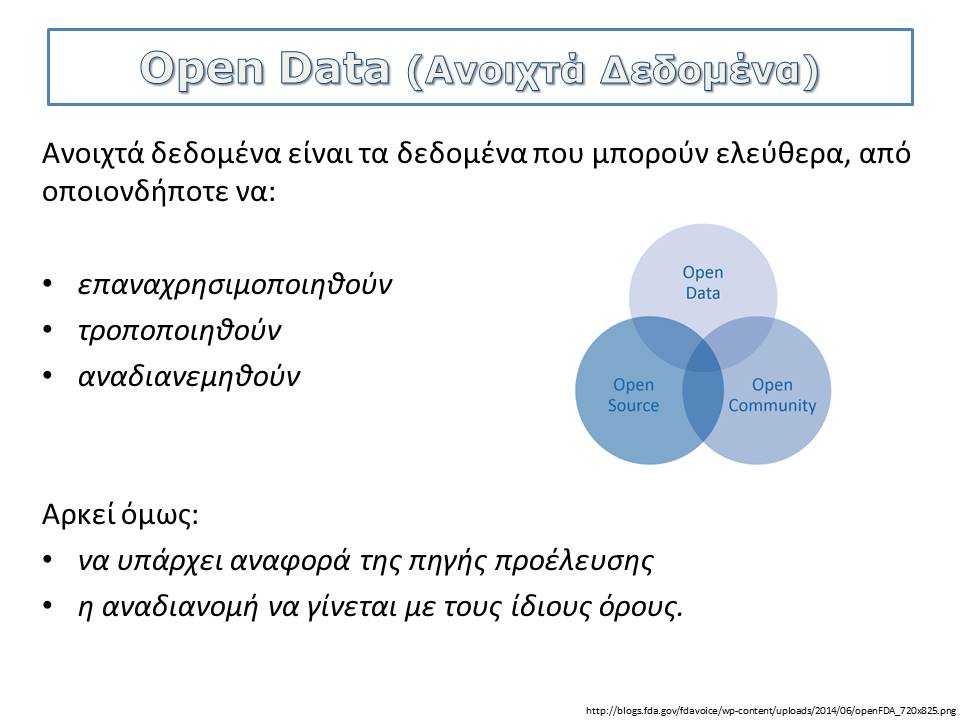 Open Data (Ανοιχτά Δεδομένα)
Ανοιχτά δεδομένα είναι τα δεδομένα που μπορούν ελεύθερα, από
οποιονδήποτε να:
• επαναχρησιμοποιηθούν
• τροποποιηθούν
• αναδιανεμηθούν
Open
Data
Open
Source
Open
Community
Αρκεί όμως:
• να υπάρχει αναφορά της πηγής προέλευσης
• η αναδιανομή να γίνεται με τους ίδιους όρους.
http://blogs.fda.gov/fdavoice/wp-content/uploads/2014/06/openFDA_720x825.png